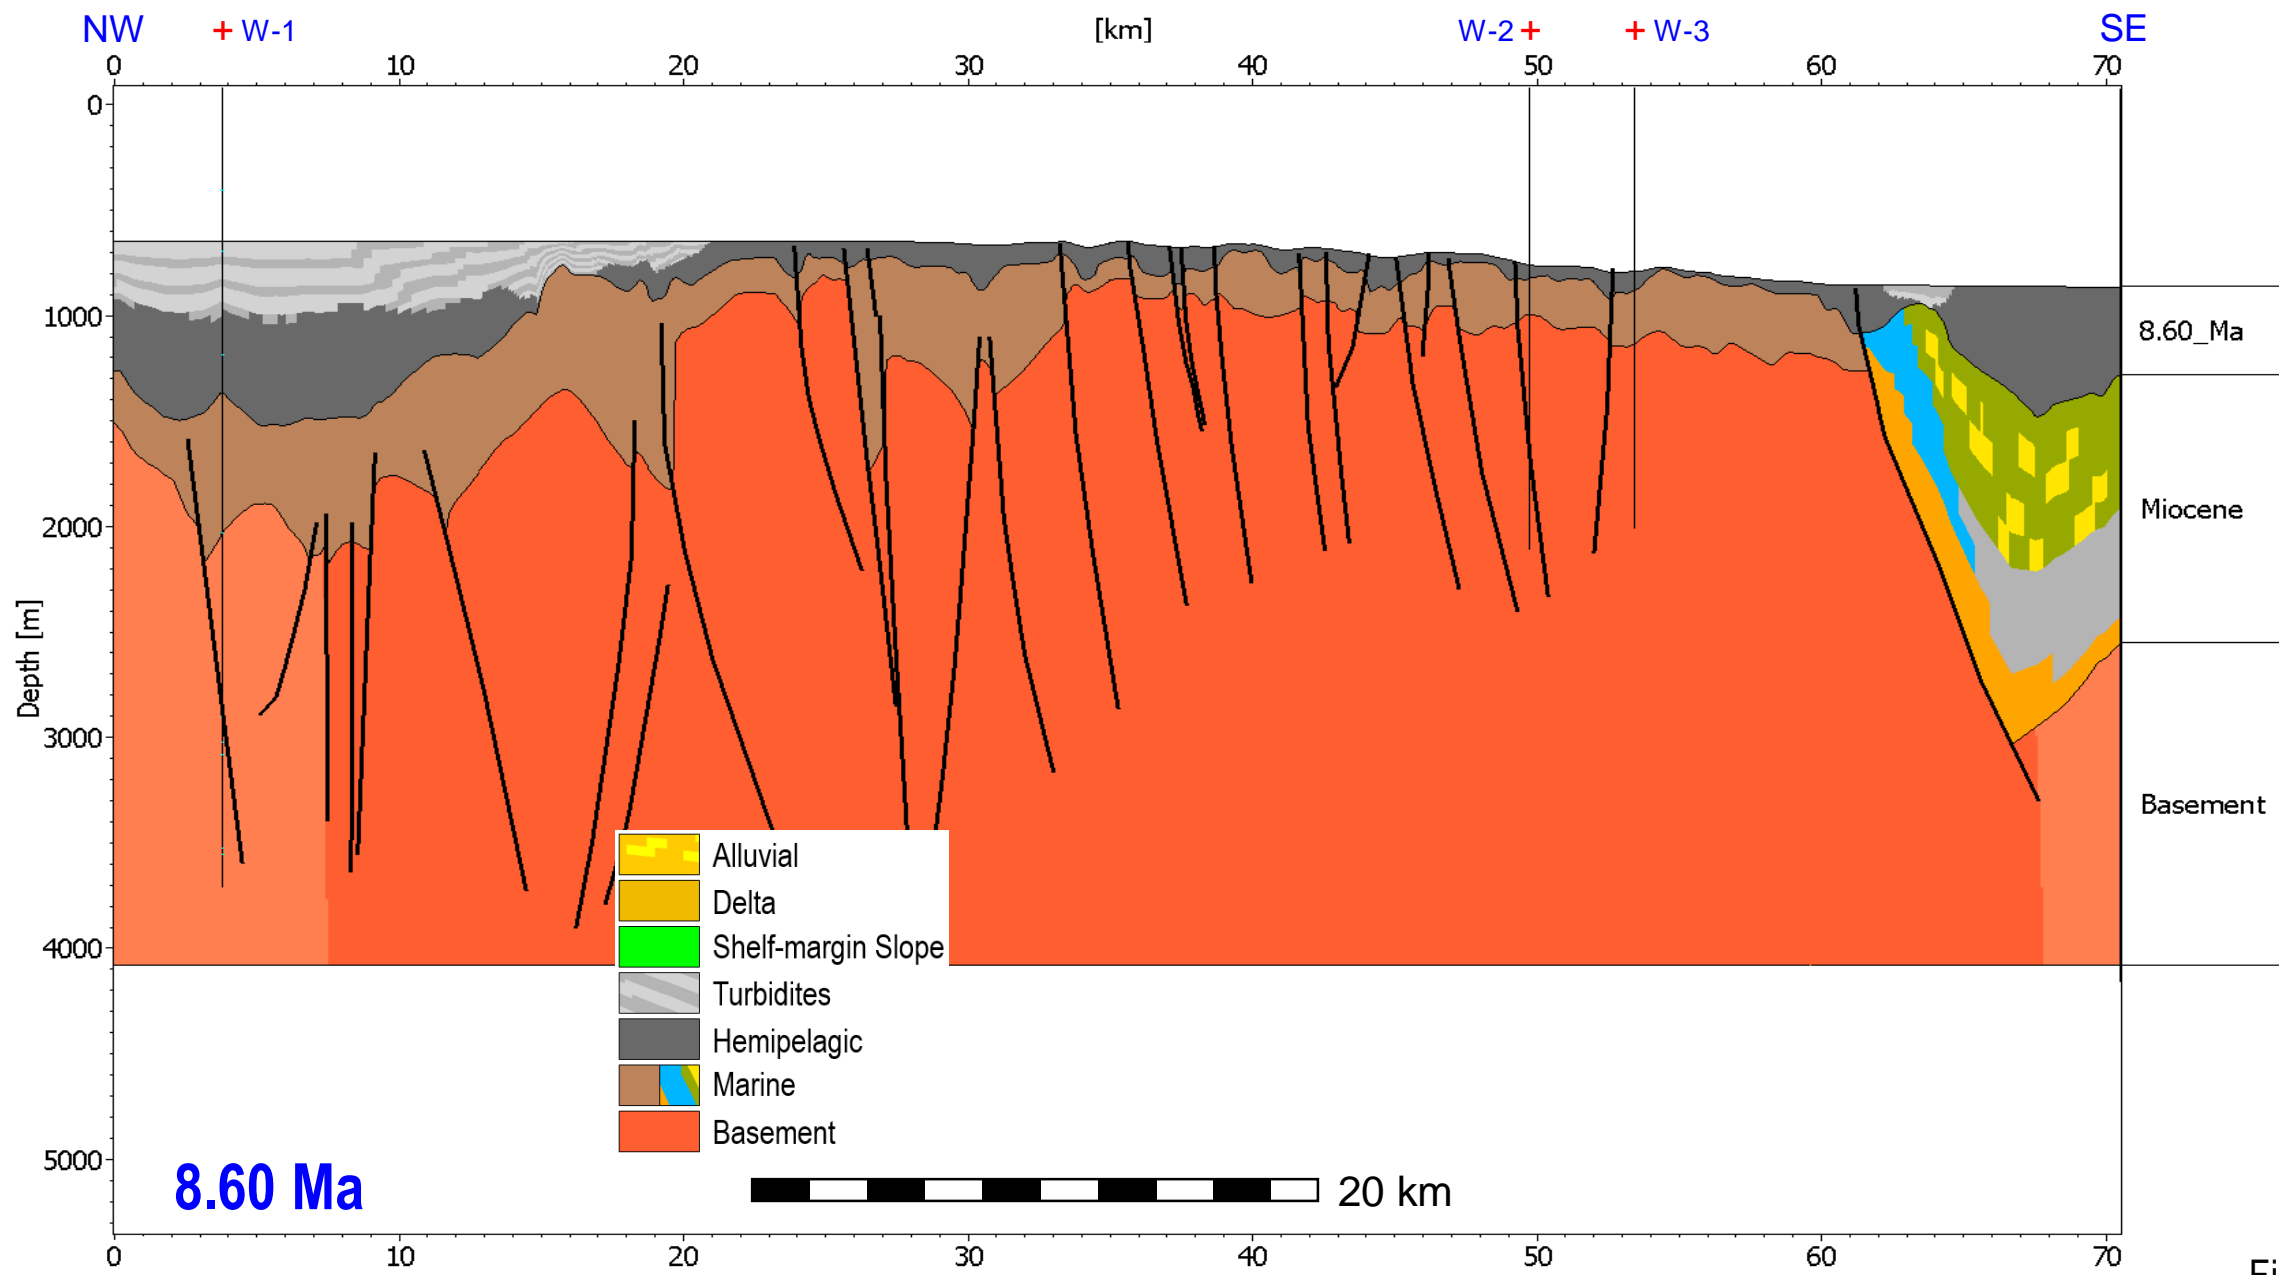 NW + W-1 [km] W-2 + + W-3 SE
0 10 20 30 40 50 60 70
0
1000
2000
3000
4000
5000
Depth [m]
8.60_Ma
Miocene
Basement
Alluvial
Delta
Shelf-margin Slope
Turbidites
Hemipelagic
Marine
Basement
8.60 Ma
20 km
0 10 20 30 40 50 60 70